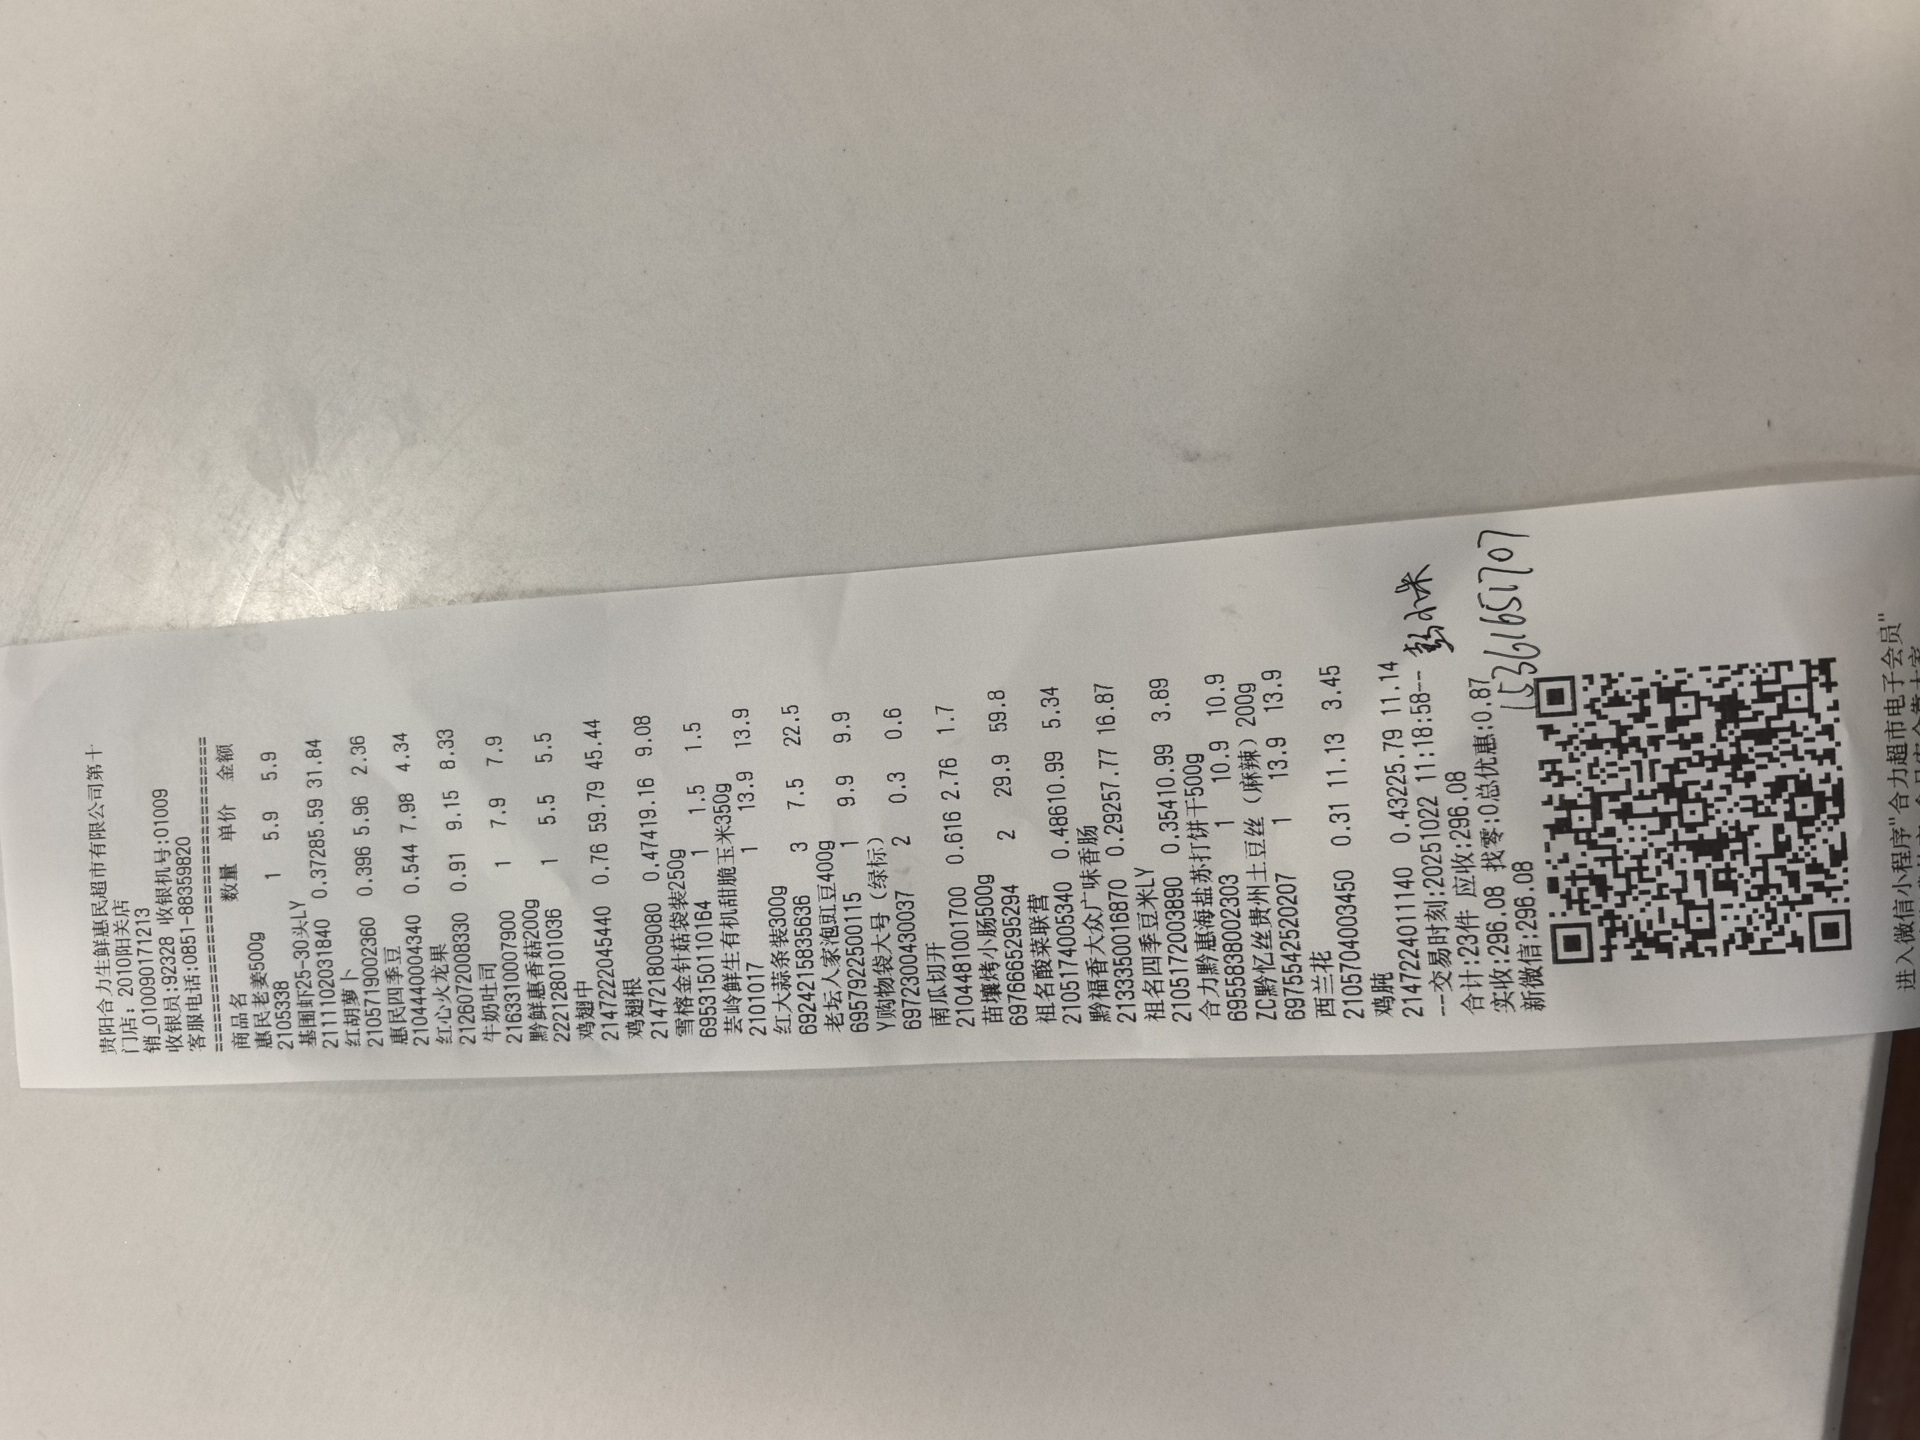 贵阳合力生鲜惠民超市有限公司第十
门店: 2010阳关店
销_010090171213
收银员:92328 收银机号:01009
客服电话:0851-88359820
================================
商品名 数量 单价 金额
惠民老姜500g
2105338 1 5.9 5.9
基围虾25-30头LY
2111102031840 0.37285.59 31.84
红胡萝卜
2105719002360 0.396 5.96 2.36
惠民四季豆
2104440004340 0.544 7.98 4.34
红心火龙果
2126072008330 0.91 9.15 8.33
牛奶吐司
2163310007900 1 7.9 7.9
黔鲜惠香菇200g
2221280101036 1 5.5 5.5
鸡翅中
2147222045440 0.76 59.79 45.44
鸡翅根
2147218009080 0.47419.16 9.08
雪榕金针菇袋装250g
6953150110164 1 1.5 1.5
芸岭鲜生有机甜脆玉米350g
2101017 1 13.9 13.9
红大蒜条装300g
6924215835636 3 7.5 22.5
老坛人家泡豇豆400g
6957922500115 1 9.9 9.9
Y购物袋大号（绿标）
6972300430037 2 0.3 0.6
南瓜切开
2104481001700 0.616 2.76 1.7
苗壤烤小肠500g
6976665295294 2 29.9 59.8
祖名酸菜联营
2105174005340 0.48610.99 5.34
黔福香大众广味香肠
2133350016870 0.29257.77 16.87
祖名四季豆米LY
2105172003890 0.35410.99 3.89
合力黔惠海盐苏打饼干500g
6955838002303 1 10.9 10.9
ZC黔忆丝贵州土豆丝（麻辣）200g
6975542520207 1 13.9 13.9
西兰花
2105704003450 0.31 11.13 3.45
鸡肫
2147224011140 0.43225.79 11.14
---交易时刻:20251022 11:18:58--
合计:23件 应收:296.08
实收:296.08 找零:0总优惠:0.87
新微信:296.08
15361651707
进入微信小程序"合力超市电子会员"